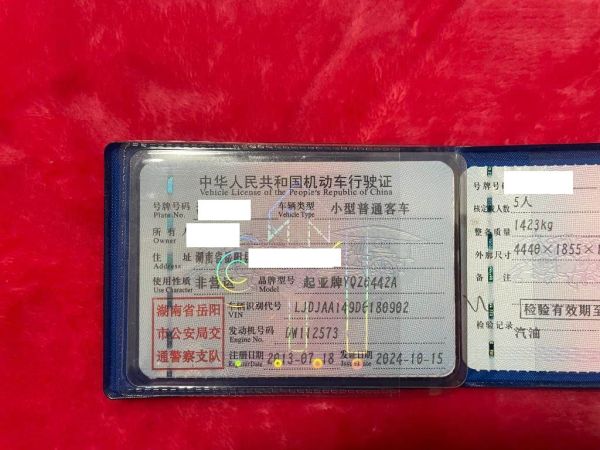 中华人民共和国机动车行驶证
Vehicle License of the People's Republic of China
号牌号码
Plate No.
车辆类型 小型普通客车
Vehicle Type
所有人
Owner
住址 湖南省岳阳
Address
使用性质 非营
Use Character
品牌型号 起亚牌YQZ6442A
Model
湖南省岳阳
市公安局交
通警察支队
车辆识别代号
VIN
发动机号码 DW112573
Engine No.
注册日期 2013-07-18
发证日期 2024-10-15
Issue Date
号牌号
核定载人数 5人
整备质量 1423kg
外廓尺寸 4440×1855×
备注
检验有效期至
检验记录
汽油